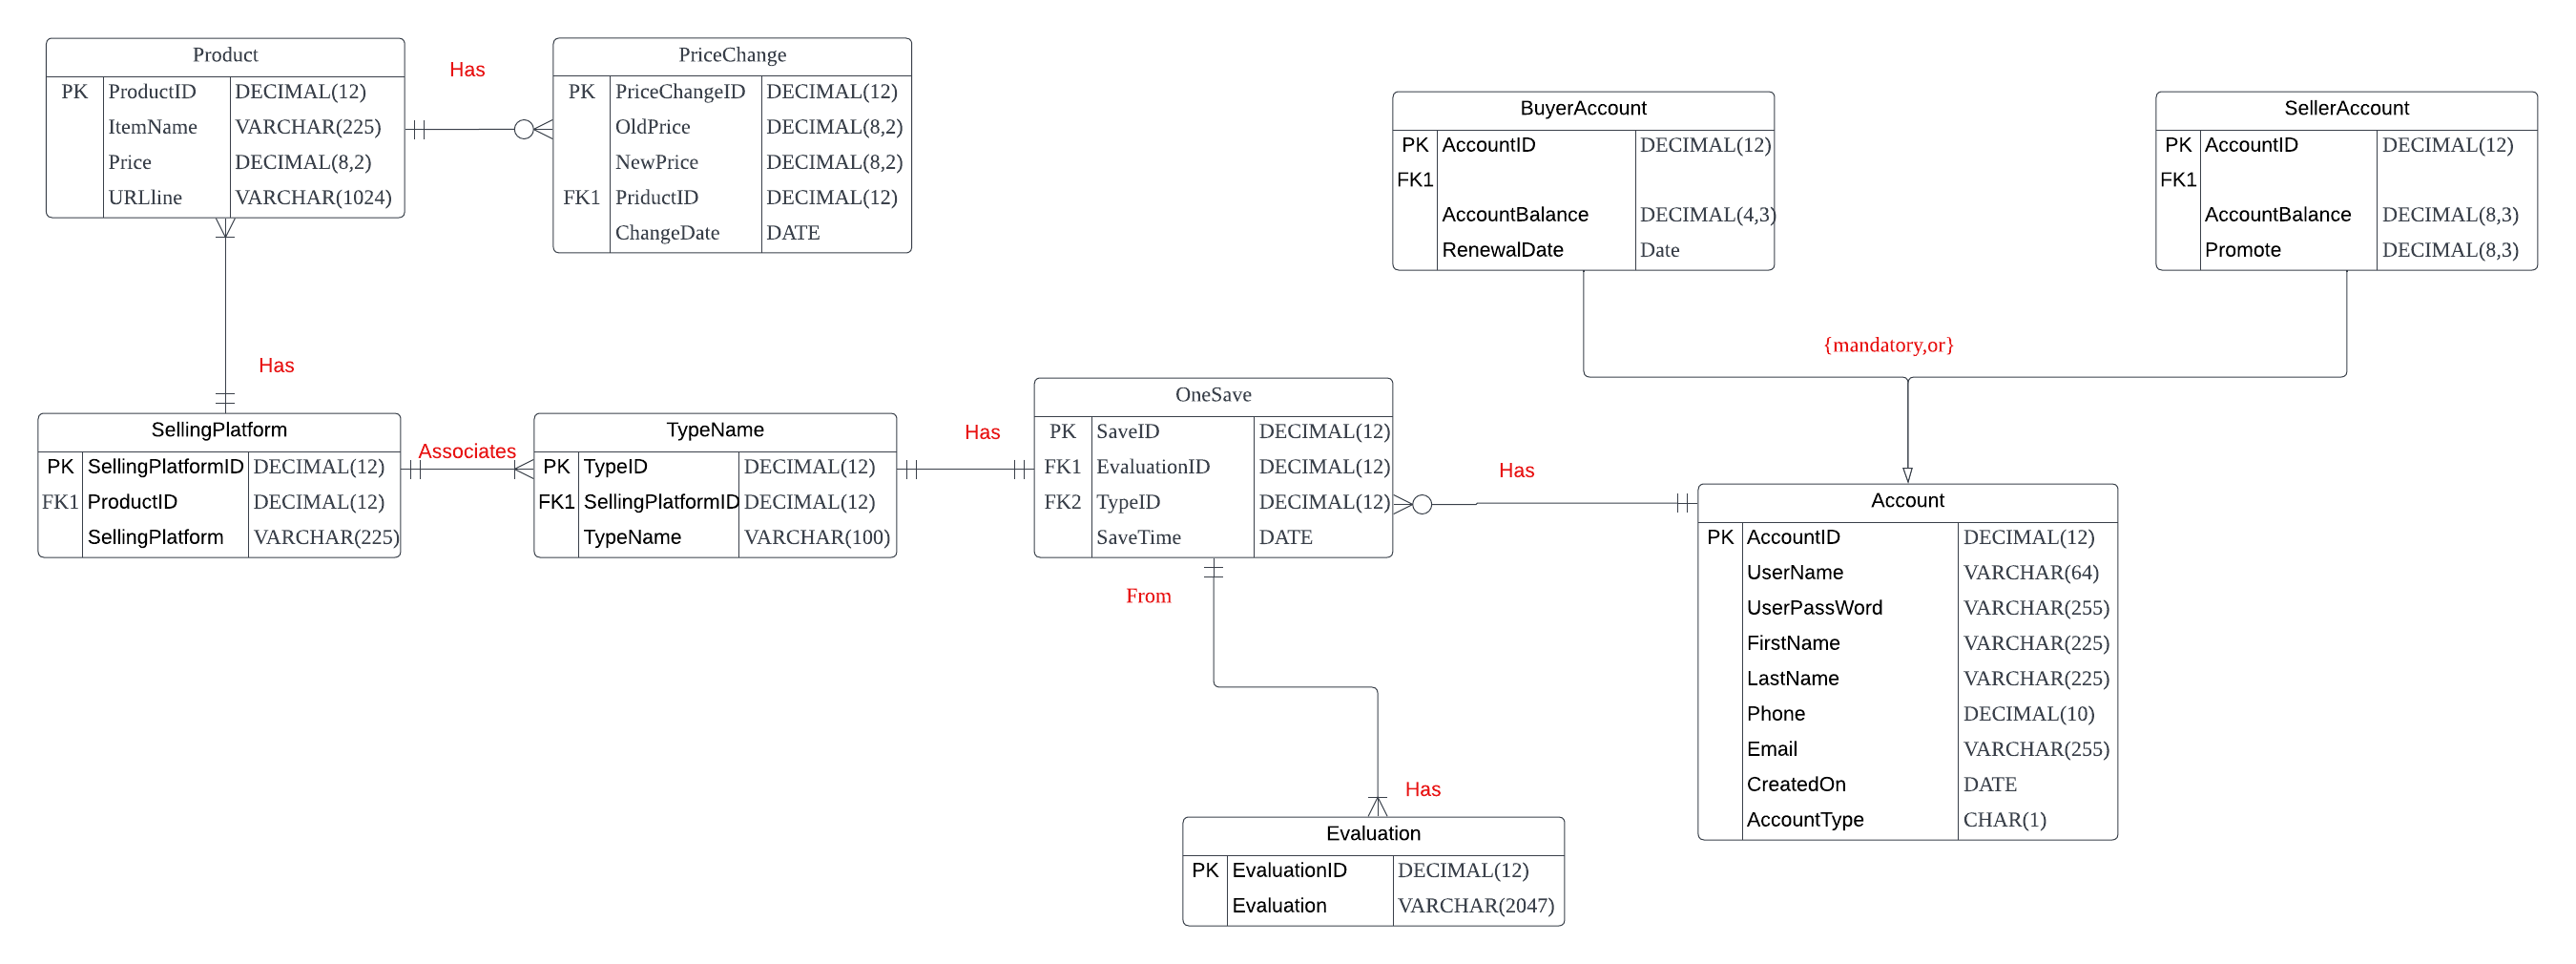 Product
PK ProductID DECIMAL(12)
ItemName VARCHAR(225)
Price DECIMAL(8,2)
URLline VARCHAR(1024)
Has
PriceChange
PK PriceChangeID DECIMAL(12)
OldPrice DECIMAL(8,2)
NewPrice DECIMAL(8,2)
FK1 PriductID DECIMAL(12)
ChangeDate DATE
BuyerAccount
PK AccountID DECIMAL(12)
FK1
AccountBalance DECIMAL(4,3)
RenewalDate Date
SellerAccount
PK AccountID DECIMAL(12)
FK1
AccountBalance DECIMAL(8,3)
Promote DECIMAL(8,3)
{mandatory,or}
Has
SellingPlatform
PK SellingPlatformID DECIMAL(12)
FK1 ProductID DECIMAL(12)
SellingPlatform VARCHAR(225)
Associates
TypeName
PK TypeID DECIMAL(12)
FK1 SellingPlatformID DECIMAL(12)
TypeName VARCHAR(100)
Has
OneSave
PK SaveID DECIMAL(12)
FK1 EvaluationID DECIMAL(12)
FK2 TypeID DECIMAL(12)
SaveTime DATE
Has
Account
PK AccountID DECIMAL(12)
UserName VARCHAR(64)
UserPassWord VARCHAR(255)
FirstName VARCHAR(225)
LastName VARCHAR(225)
Phone DECIMAL(10)
Email VARCHAR(255)
CreatedOn DATE
AccountType CHAR(1)
From
Has
Evaluation
PK EvaluationID DECIMAL(12)
Evaluation VARCHAR(2047)